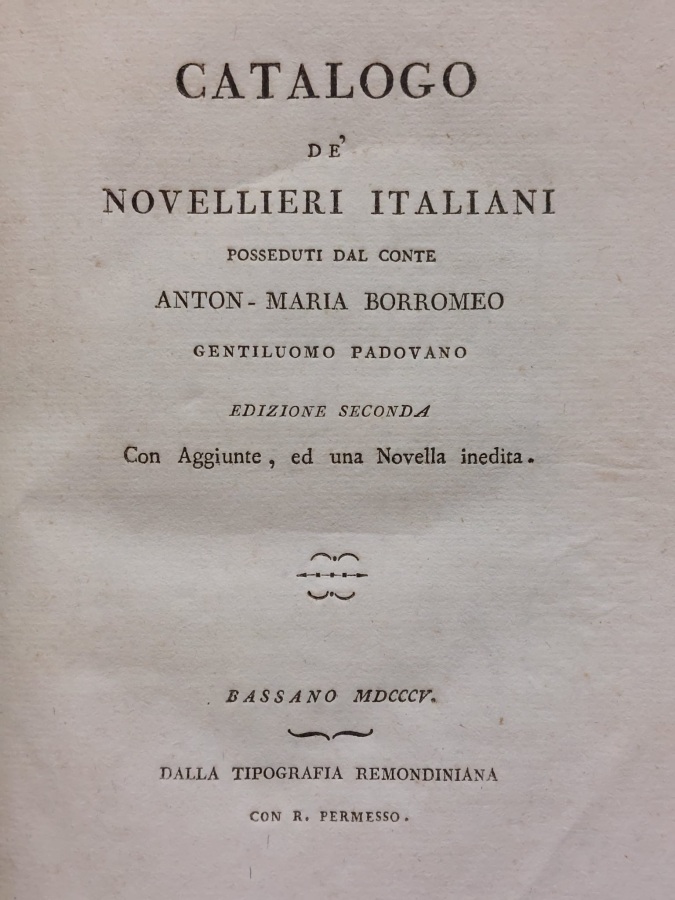 CATALOGO
DE'
NOVELLIERI ITALIANI
POSSEDUTI DAL CONTE
ANTON-MARIA BORROMEO
GENTILUOMO PADOVANO
EDIZIONE SECONDA
Con Aggiunte, ed una Novella inedita.
BASSANO MDCCCV.
DALLA TIPOGRAFIA REMONDINIANA
CON R. PERMESSO.